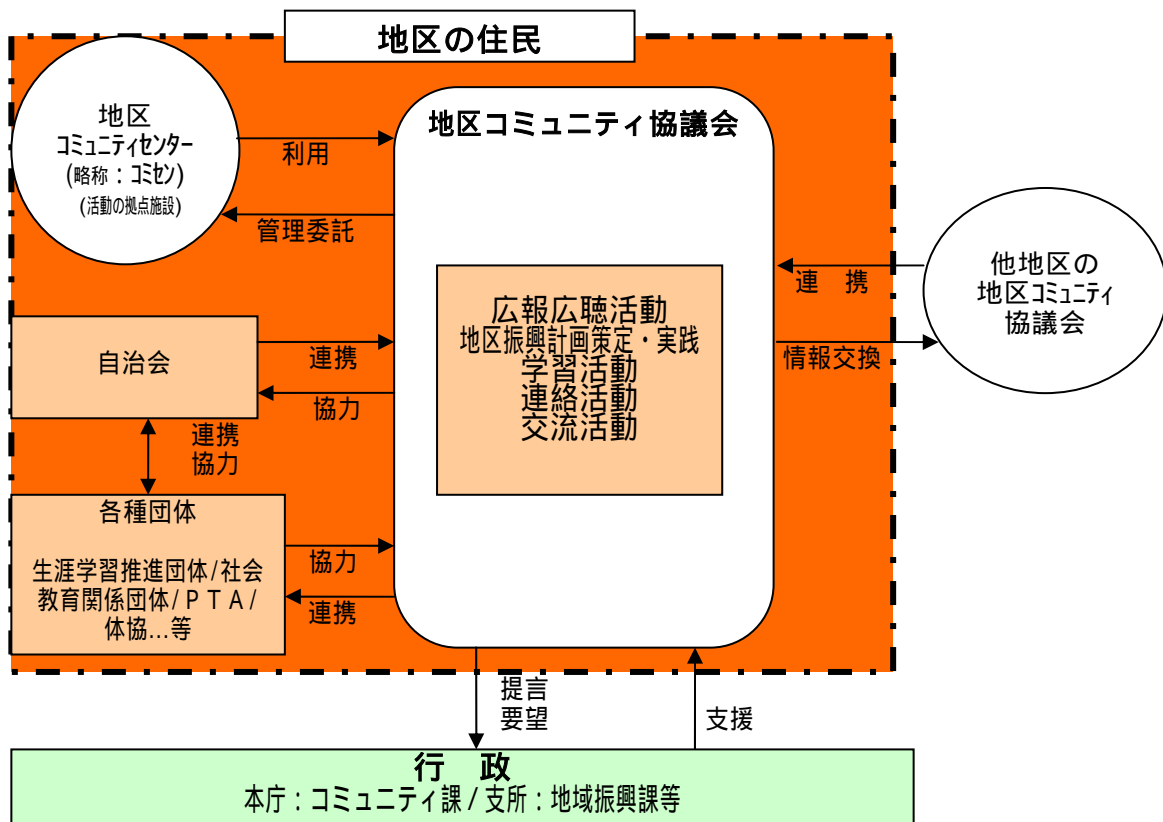 地区の住民
地区
コミュニティセンター
(略称：コミセン)
(活動の拠点施設)
利用
管理委託
地区コミュニティ協議会
広報広聴活動
地区振興計画策定・実践
学習活動
連絡活動
交流活動
連　携
情報交換
他地区の
地区コミュニティ
協議会
自治会
連携
協力
連携
協力
各種団体
生涯学習推進団体/社会
教育関係団体/ＰＴＡ/
体協…等
協力
連携
提言
要望
支援
行　政
本庁：コミュニティ課 / 支所：地域振興課等